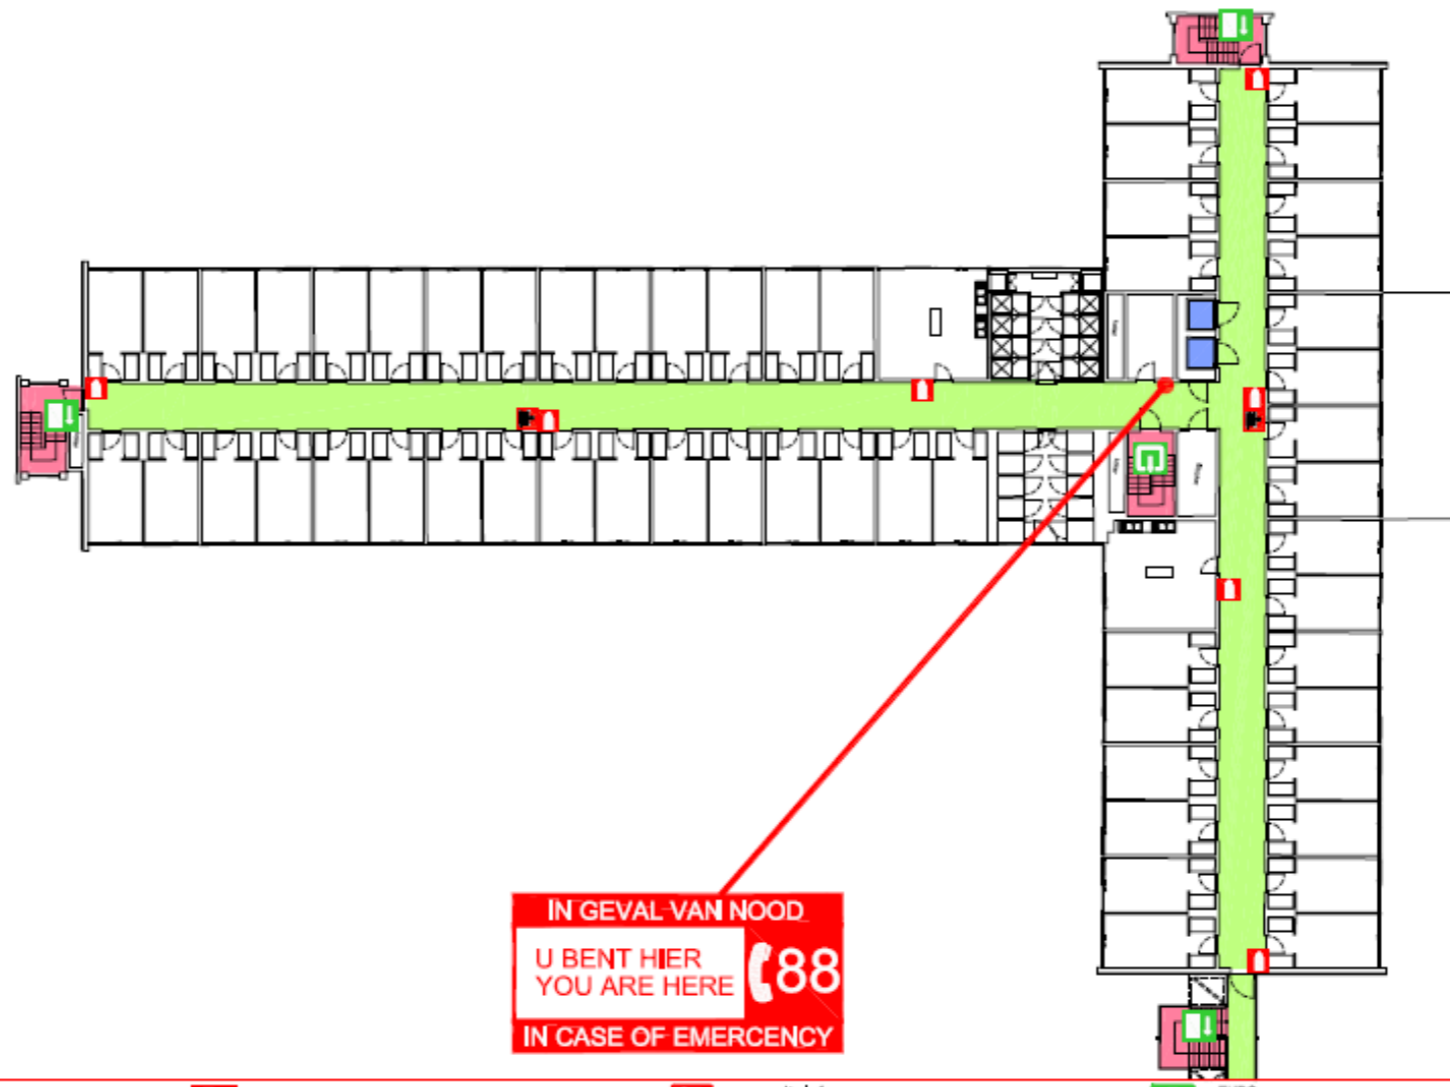 IN GEVAL VAN NOOD
U BENT HIER
YOU ARE HERE
88
IN CASE OF EMERCENCY